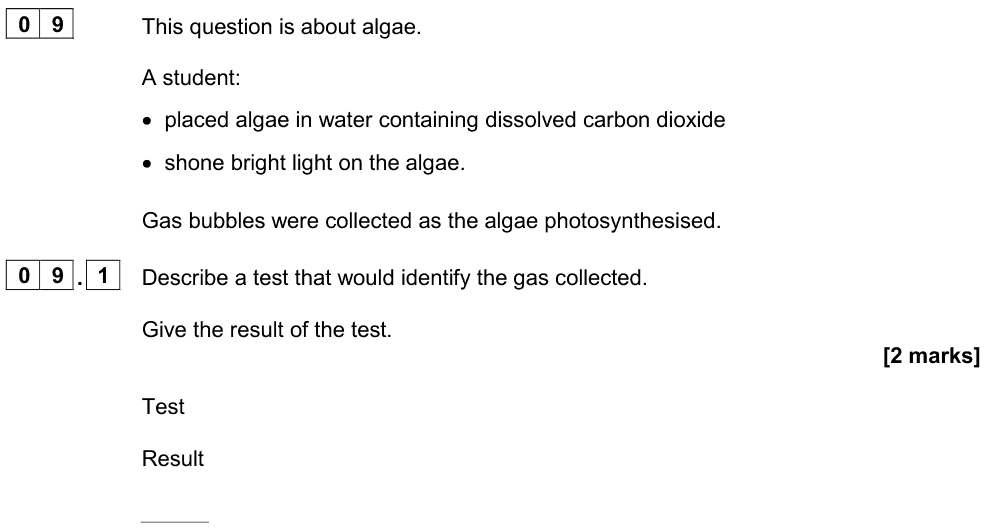 0 9 This question is about algae.
A student:
• placed algae in water containing dissolved carbon dioxide
• shone bright light on the algae.
Gas bubbles were collected as the algae photosynthesised.
0 9 . 1 Describe a test that would identify the gas collected.
Give the result of the test.
[2 marks]
Test
Result